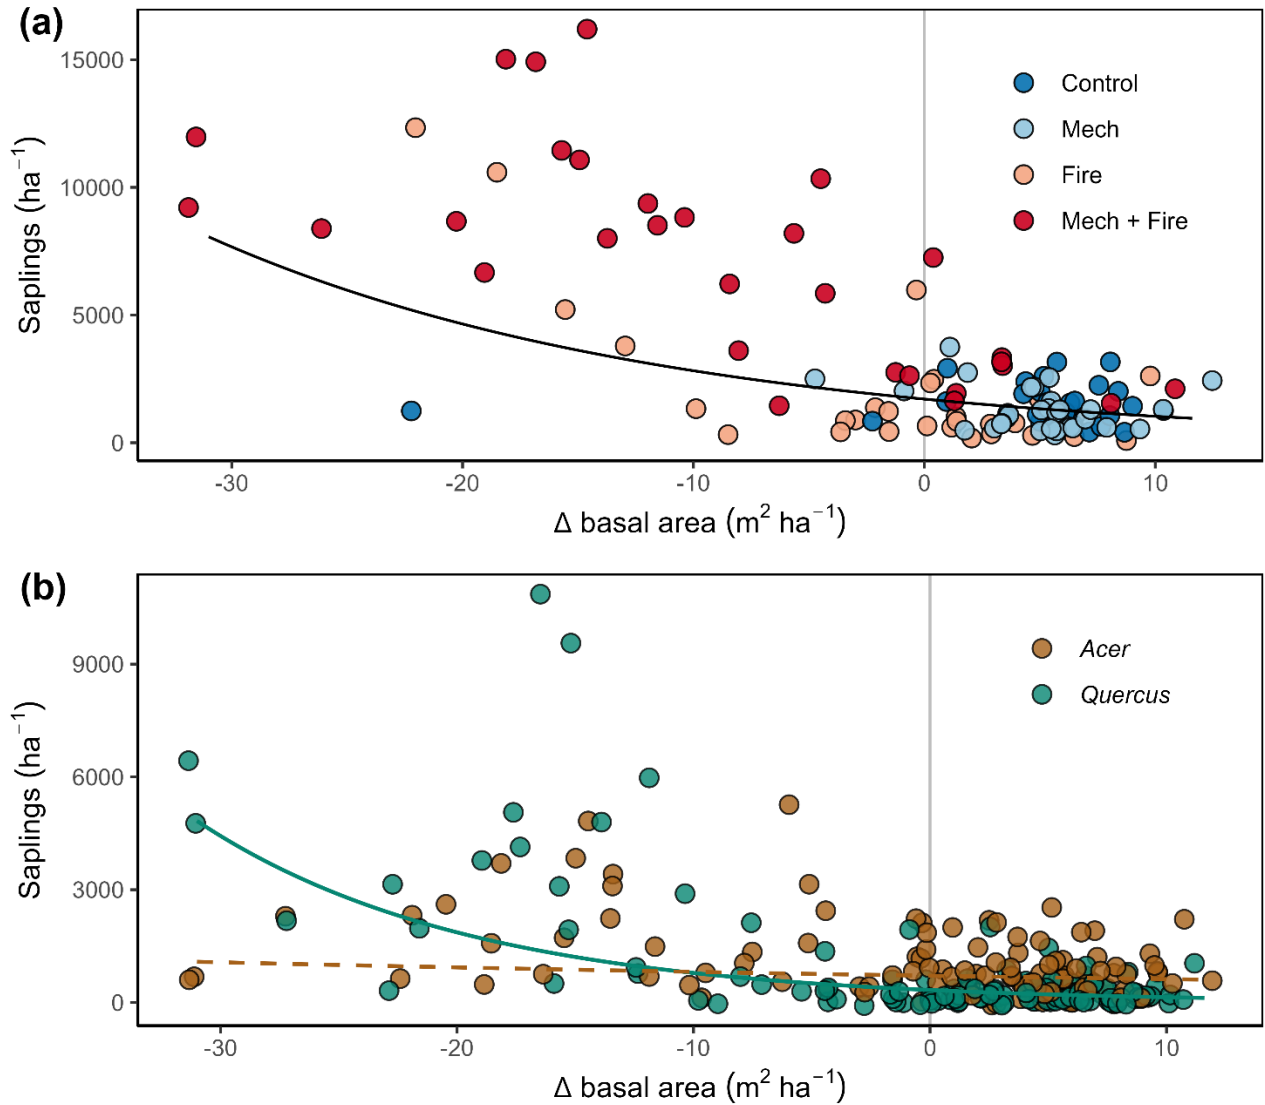 (a)
Saplings (ha⁻¹)
15000
10000
5000
0
Control
Mech
Fire
Mech + Fire
-30 -20 -10 0 10
Δ basal area (m² ha⁻¹)
(b)
Saplings (ha⁻¹)
9000
6000
3000
0
Acer
Quercus
-30 -20 -10 0 10
Δ basal area (m² ha⁻¹)